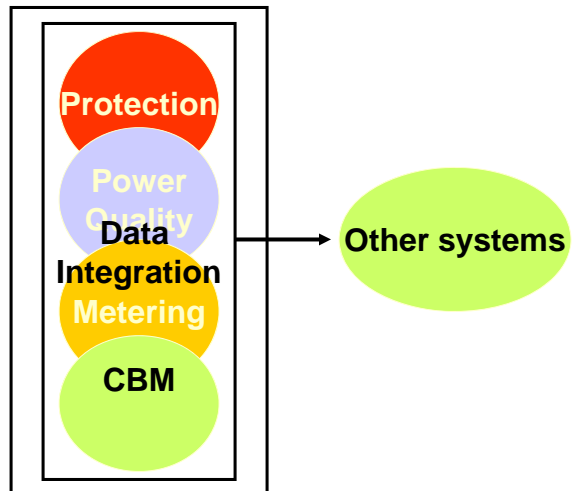 Protection
Power
Quality
Data
Integration
Metering
CBM
Other systems